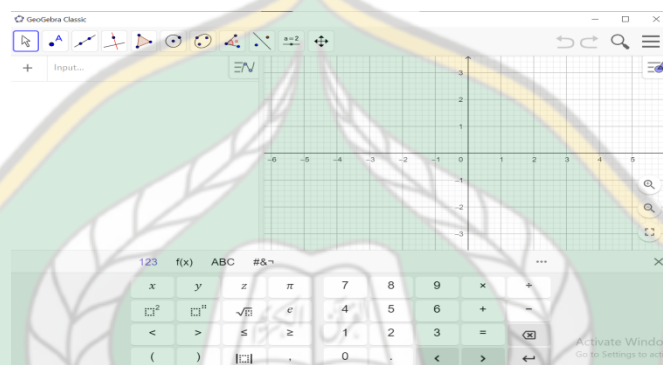 GeoGebra Classic
a=2
Input...
3
2
1
-6 -5 -4 -3 -2 -1 0 1 2 3 4 5
-1
-2
-3
123 f(x) ABC #&¬ ...
x y z π 7 8 9 × ÷
□² □ⁿ √□ e 4 5 6 + −
< > ≤ ≥ 1 2 3 =
( ) |□| , 0 . < >
Activate Windo
Go to Settings to acti